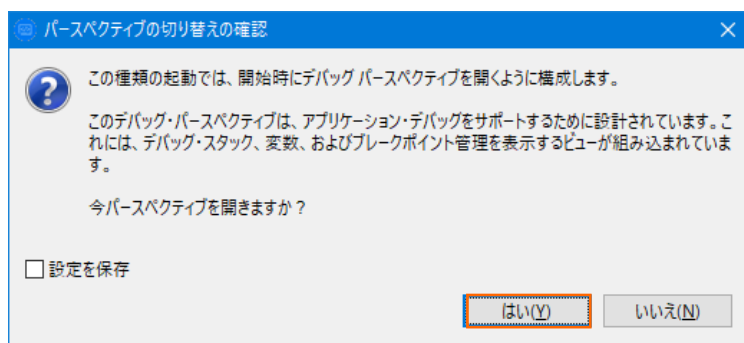 パースペクティブの切り替えの確認
この種類の起動では、開始時にデバッグ パースペクティブを開くように構成します。
このデバッグ・パースペクティブは、アプリケーション・デバッグをサポートするために設計されています。こ
れには、デバッグ・スタック、変数、およびブレークポイント管理を表示するビューが組み込まれていま
す。
今パースペクティブを開きますか？
設定を保存
はい(Y)
いいえ(N)